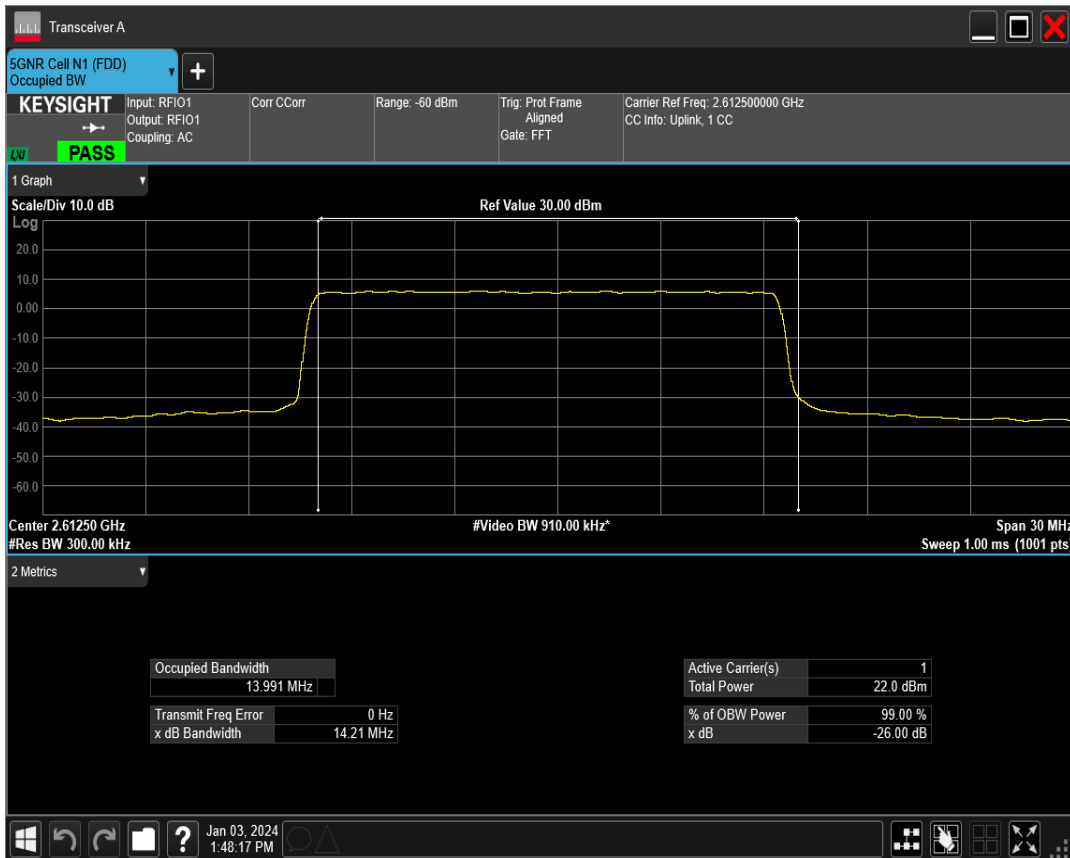 Transceiver A
5GNR Cell N1 (FDD)
Occupied BW
+
KEYSIGHT
LXI
PASS
Input: RFIO1
Output: RFIO1
Coupling: AC
Corr CCorr
Range: -60 dBm
Trig: Prot Frame
Aligned
Gate: FFT
Carrier Ref Freq: 2.612500000 GHz
CC Info: Uplink, 1 CC
1 Graph
Scale/Div 10.0 dB
Ref Value 30.00 dBm
Log
20.0
10.0
0.00
-10.0
-20.0
-30.0
-40.0
-50.0
-60.0
Center 2.61250 GHz
#Video BW 910.00 kHz*
Span 30 MHz
#Res BW 300.00 kHz
Sweep 1.00 ms (1001 pts)
2 Metrics
Occupied Bandwidth
13.991 MHz
Transmit Freq Error 0 Hz
x dB Bandwidth 14.21 MHz
Active Carrier(s) 1
Total Power 22.0 dBm
% of OBW Power 99.00 %
x dB -26.00 dB
?
Jan 03, 2024
1:48:17 PM